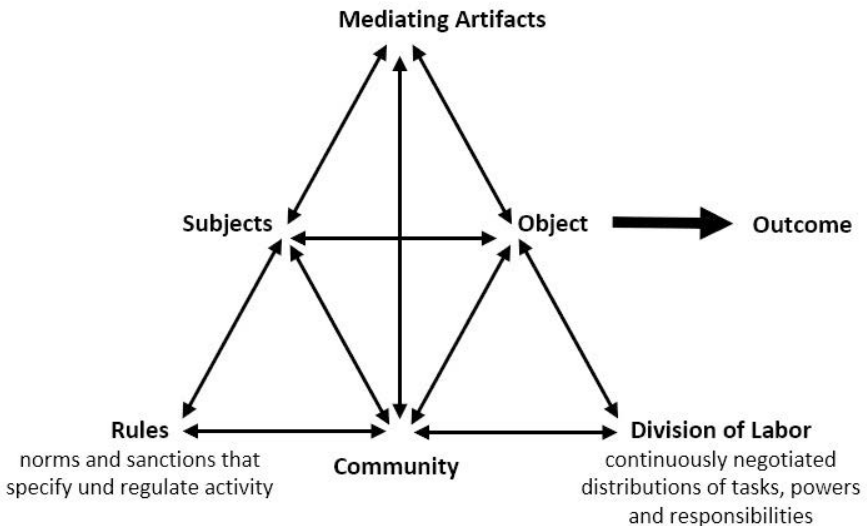 Mediating Artifacts
Subjects
Object
Outcome
Rules
norms and sanctions that
specify und regulate activity
Community
Division of Labor
continuously negotiated
distributions of tasks, powers
and responsibilities